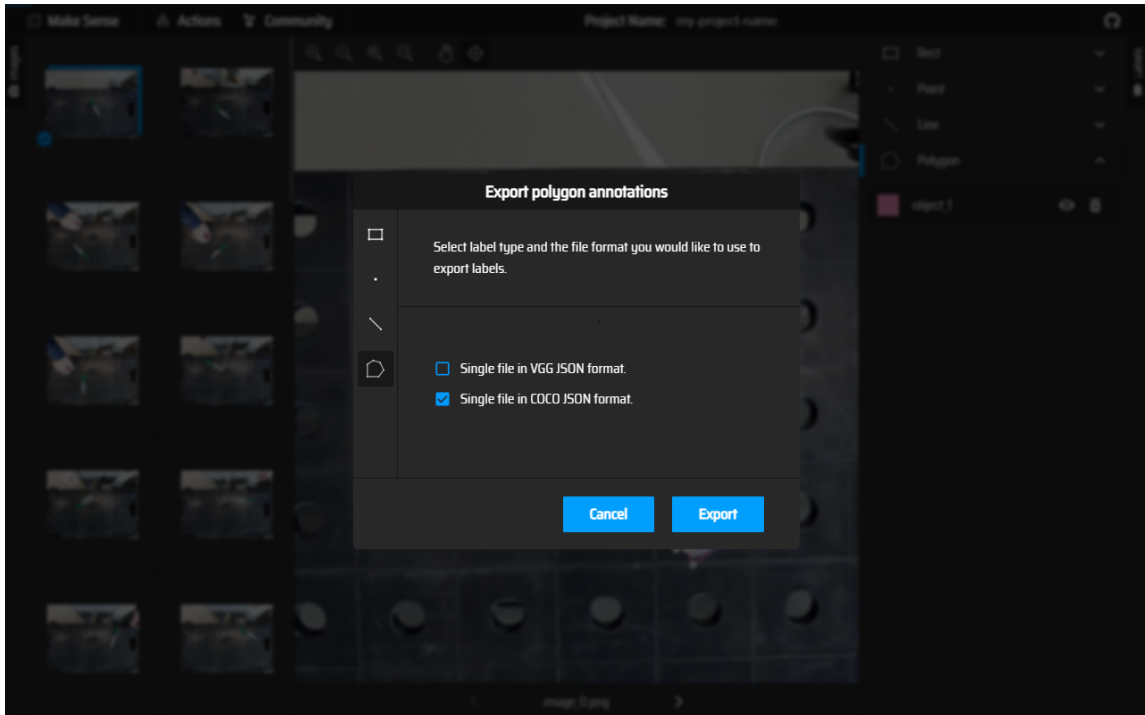 Make Sense
Actions
Community
Project Name: my-project-name
Images
Labels
Rect
Point
Line
Polygon
object_1
Export polygon annotations
Select label type and the file format you would like to use to
export labels.
Single file in VGG JSON format.
Single file in COCO JSON format.
Cancel
Export
image_0.png